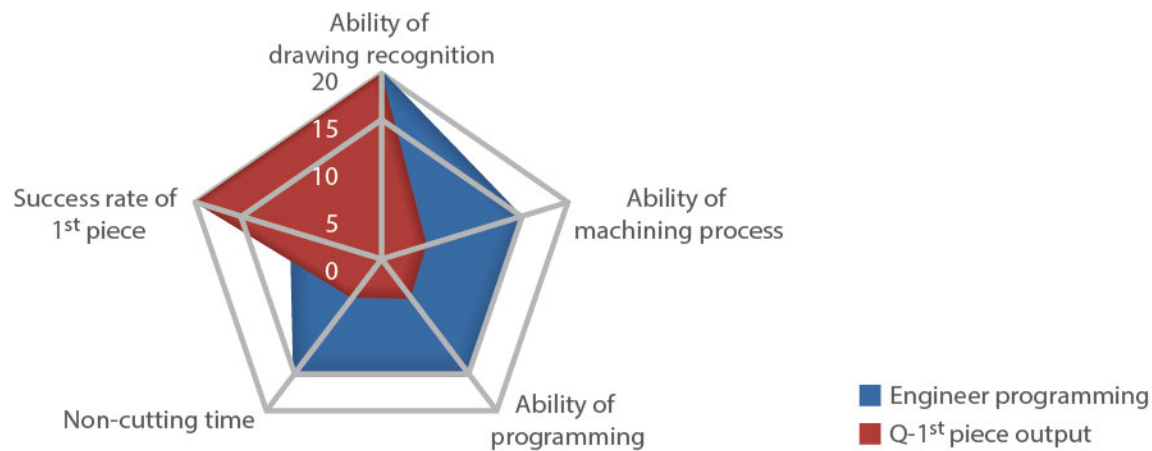 Ability of
drawing recognition
20
15
10
5
0
Success rate of
1st piece
Ability of
machining process
Non-cutting time
Ability of
programming
Engineer programming
Q-1st piece output